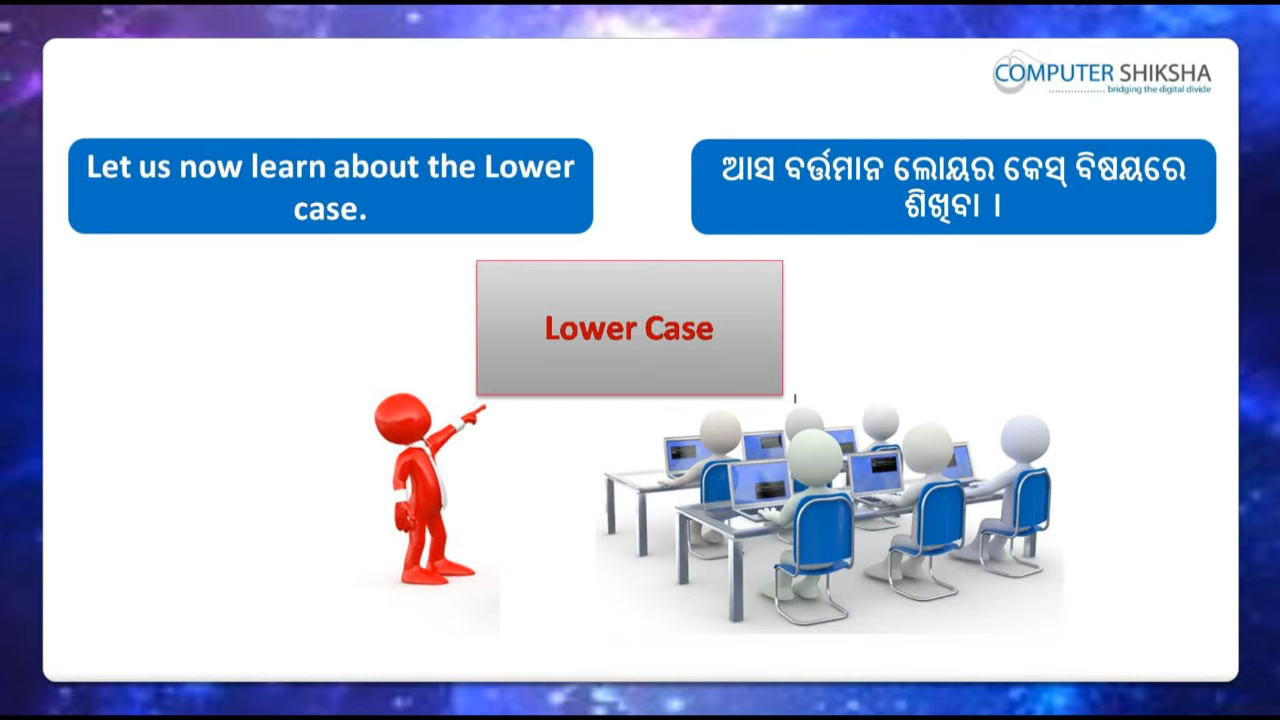 COMPUTER SHIKSHA
bridging the digital divide
Let us now learn about the Lower
case.
ଆସ ବର୍ତ୍ତମାନ ଲୋୟର କେସ୍ ବିଷୟରେ
ଶିଖିବା ।
Lower Case